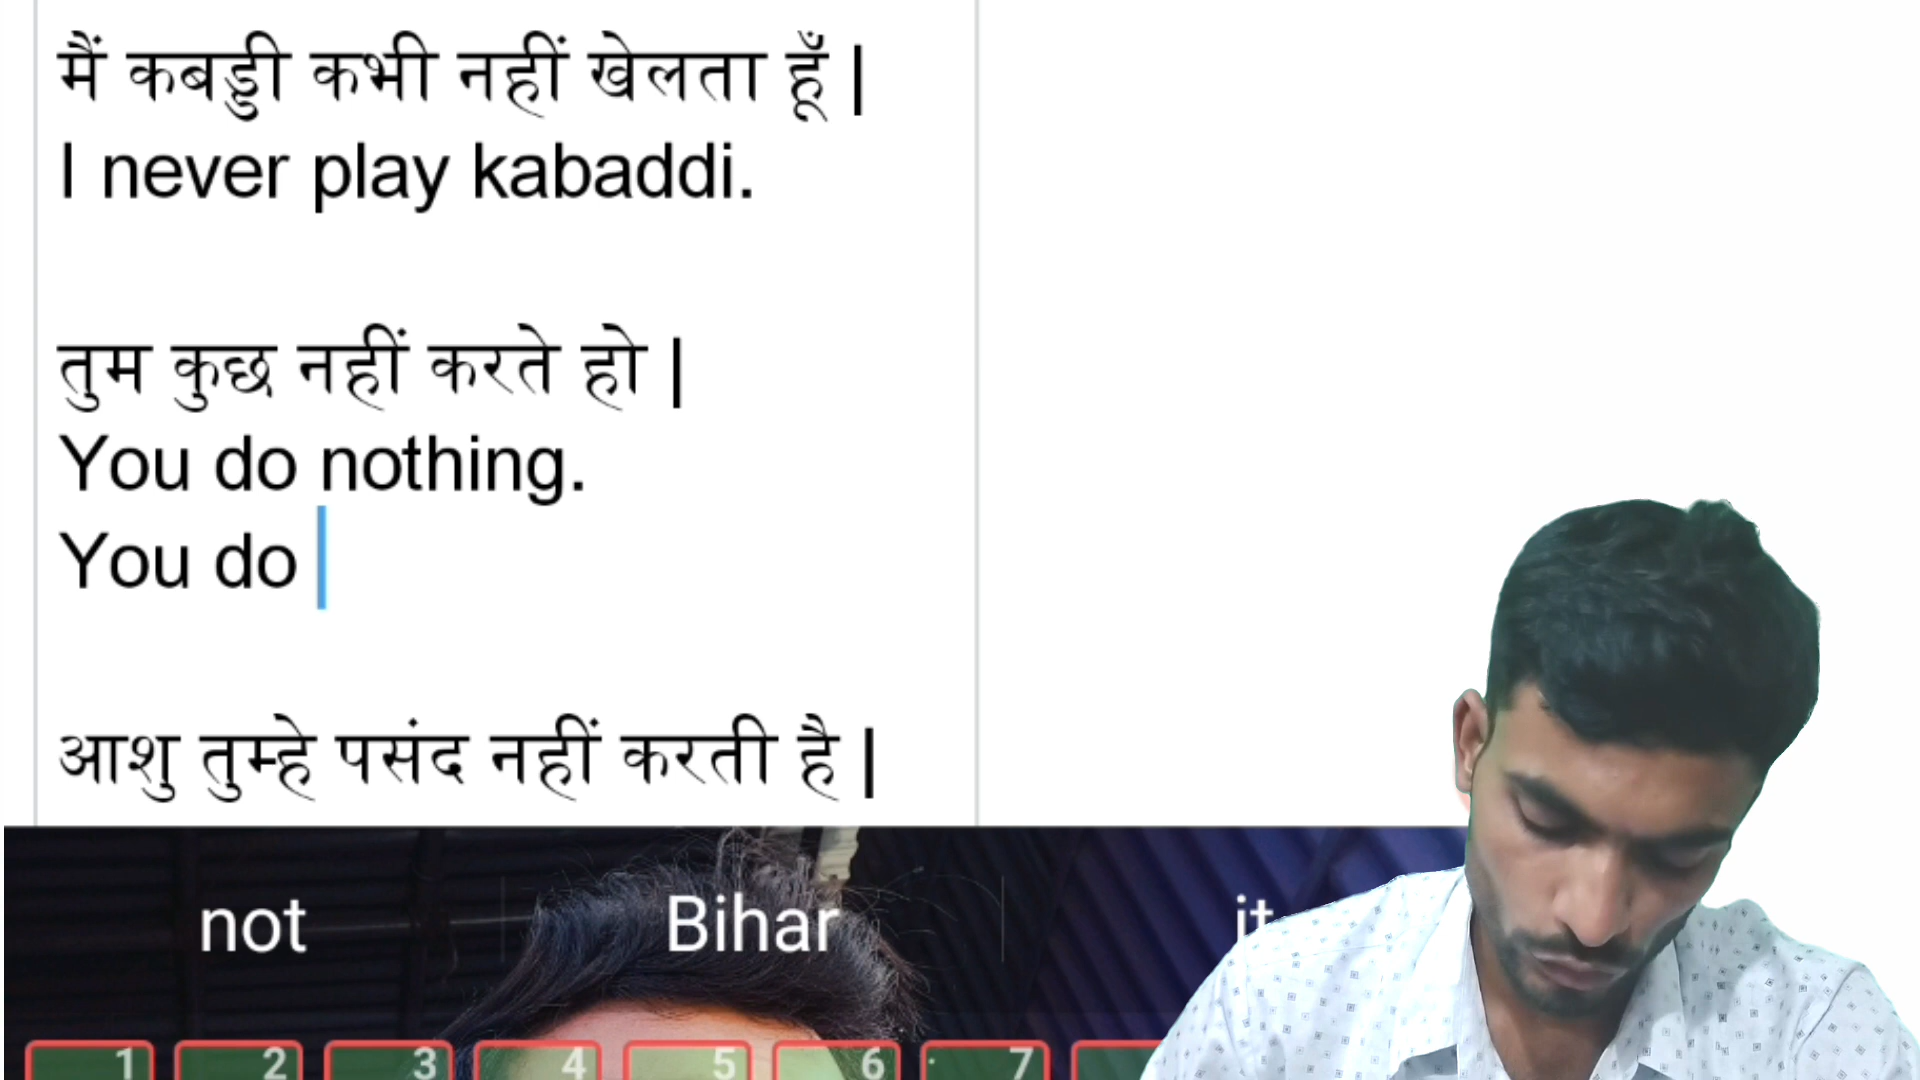 मैं कबड्डी कभी नहीं खेलता हूँ |
I never play kabaddi.
तुम कुछ नहीं करते हो |
You do nothing.
You do
आशु तुम्हे पसंद नहीं करती है |
not Bihar it
1 2 3 4 5 6 7